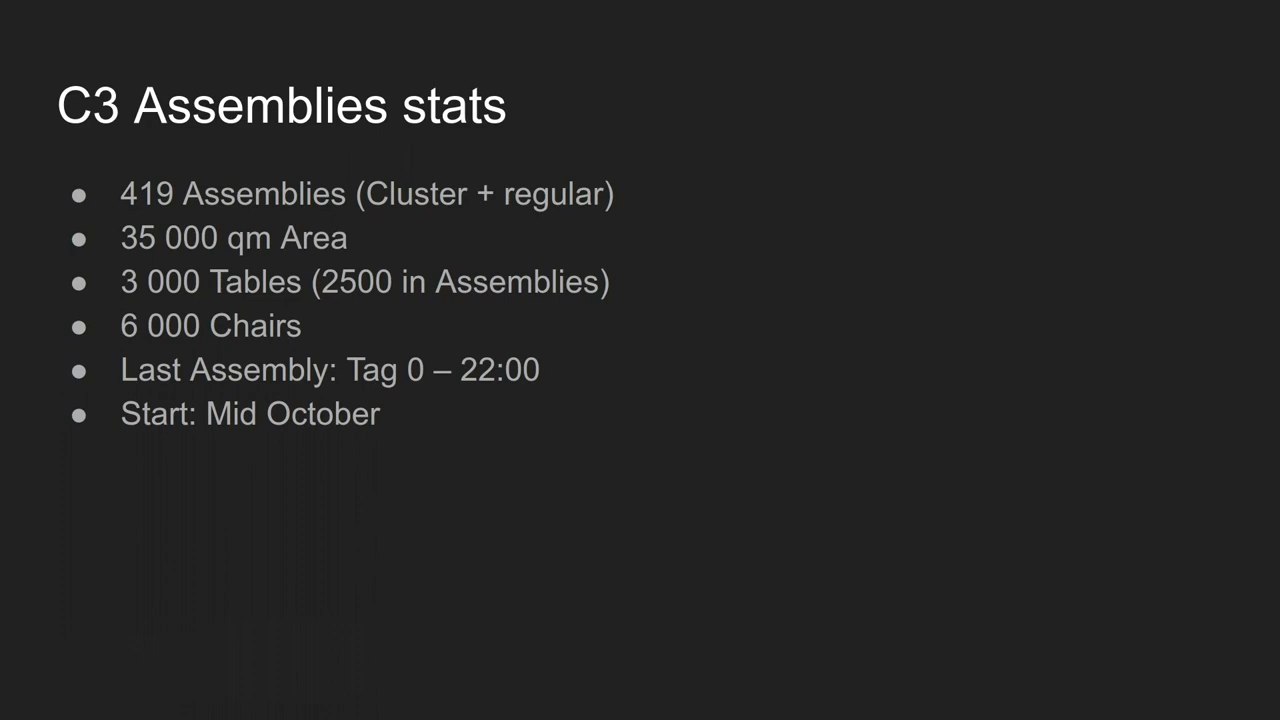 C3 Assemblies stats
● 419 Assemblies (Cluster + regular)
● 35 000 qm Area
● 3 000 Tables (2500 in Assemblies)
● 6 000 Chairs
● Last Assembly: Tag 0 – 22:00
● Start: Mid October